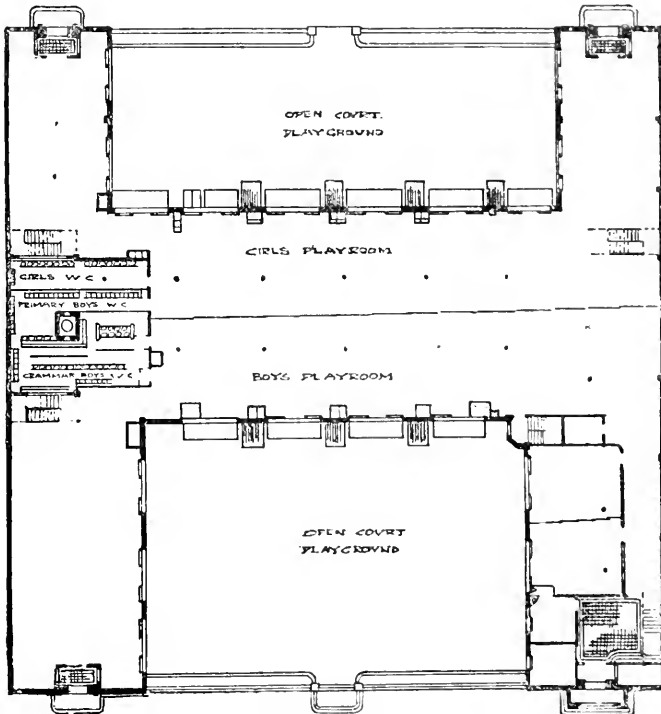 OPEN COURT.
PLAYGROUND
GIRLS PLAYROOM
GIRLS W C
PRIMARY BOYS W.C
BOYS PLAYROOM
GRAMMAR BOYS W.C
OPEN COURT
PLAYGROUND